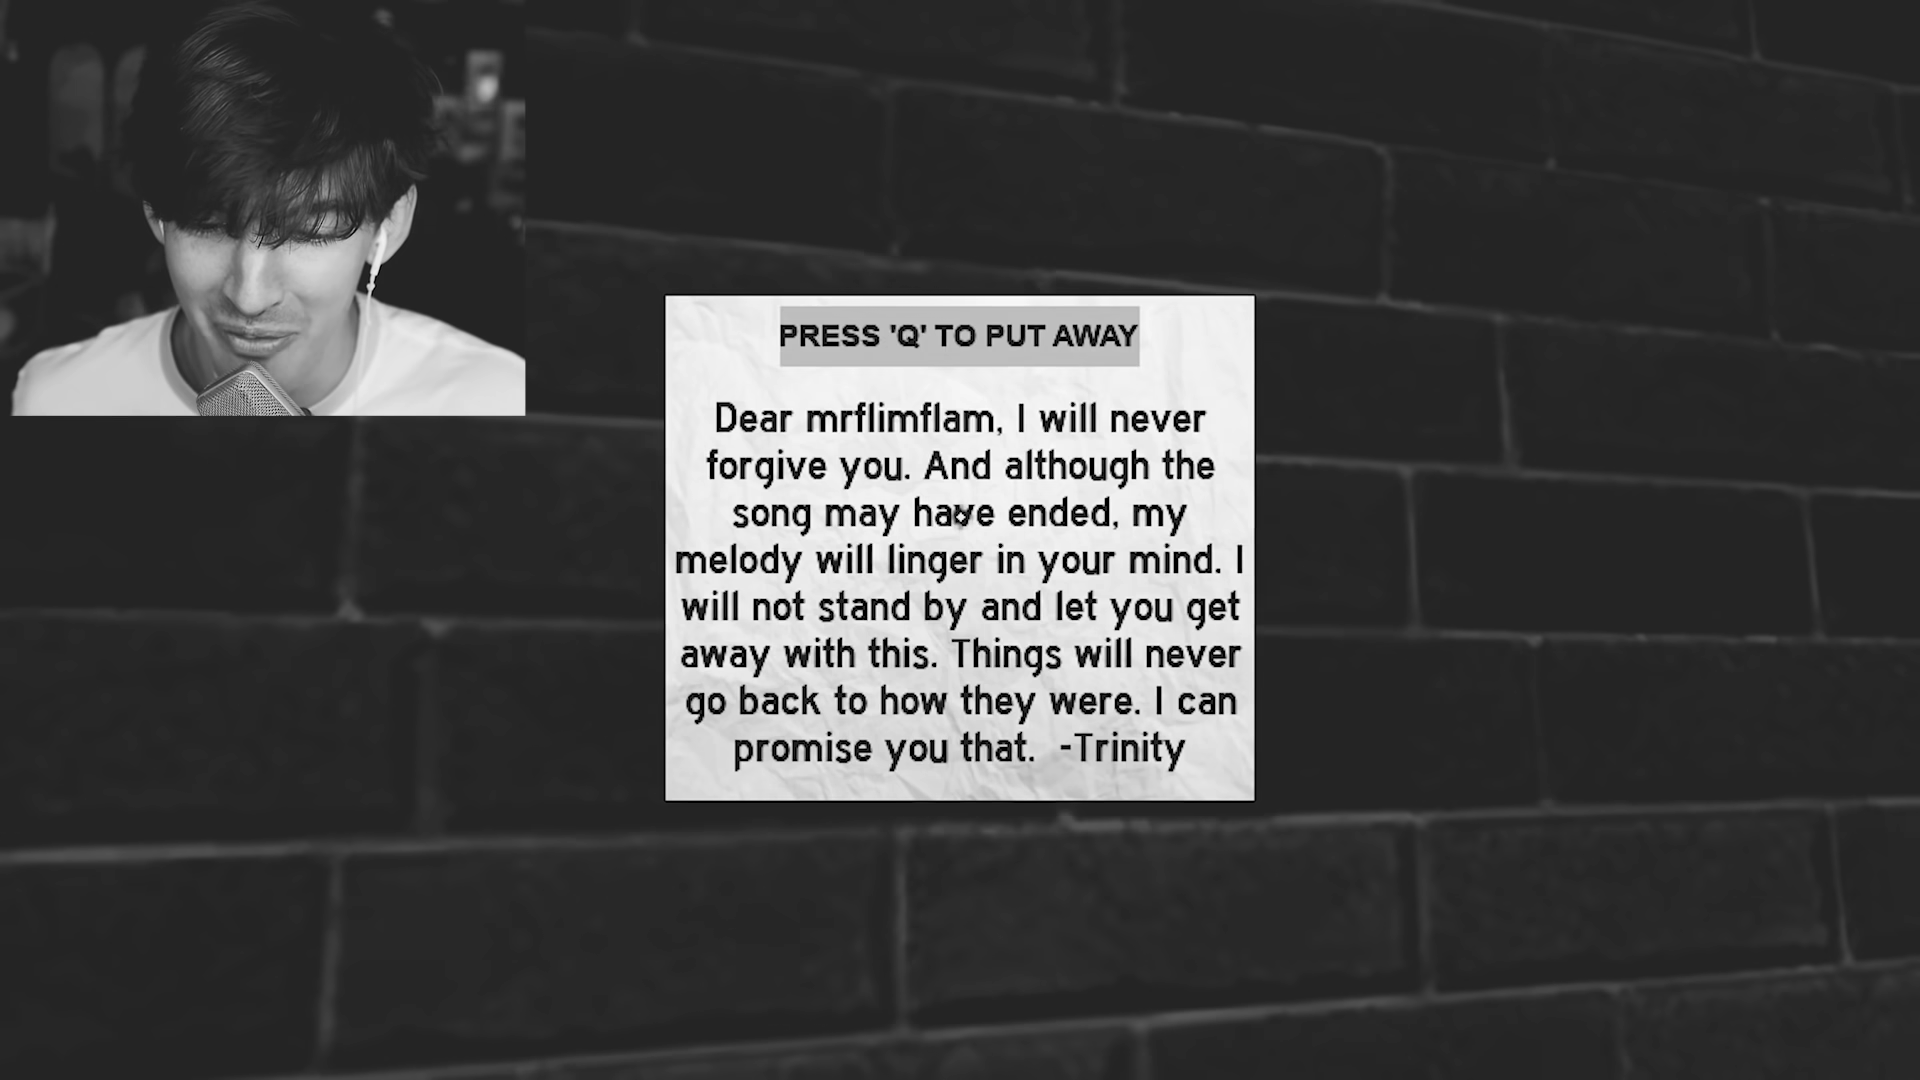 PRESS 'Q' TO PUT AWAY
Dear mrflimflam, I will never
forgive you. And although the
song may have ended, my
melody will linger in your mind. I
will not stand by and let you get
away with this. Things will never
go back to how they were. I can
promise you that. -Trinity